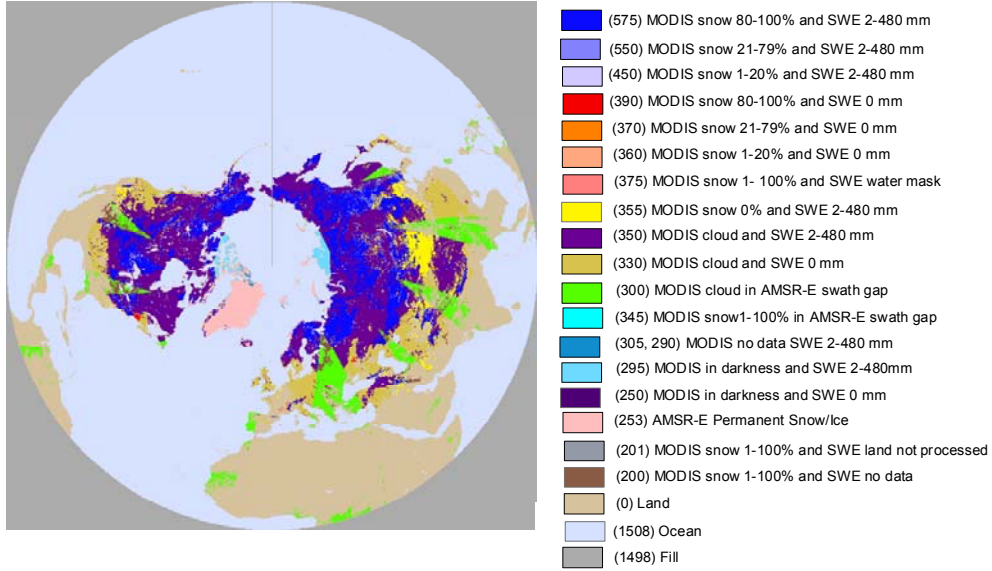 (575) MODIS snow 80-100% and SWE 2-480 mm
(550) MODIS snow 21-79% and SWE 2-480 mm
(450) MODIS snow 1-20% and SWE 2-480 mm
(390) MODIS snow 80-100% and SWE 0 mm
(370) MODIS snow 21-79% and SWE 0 mm
(360) MODIS snow 1-20% and SWE 0 mm
(375) MODIS snow 1- 100% and SWE water mask
(355) MODIS snow 0% and SWE 2-480 mm
(350) MODIS cloud and SWE 2-480 mm
(330) MODIS cloud and SWE 0 mm
(300) MODIS cloud in AMSR-E swath gap
(345) MODIS snow1-100% in AMSR-E swath gap
(305, 290) MODIS no data SWE 2-480 mm
(295) MODIS in darkness and SWE 2-480mm
(250) MODIS in darkness and SWE 0 mm
(253) AMSR-E Permanent Snow/Ice
(201) MODIS snow 1-100% and SWE land not processed
(200) MODIS snow 1-100% and SWE no data
(0) Land
(1508) Ocean
(1498) Fill